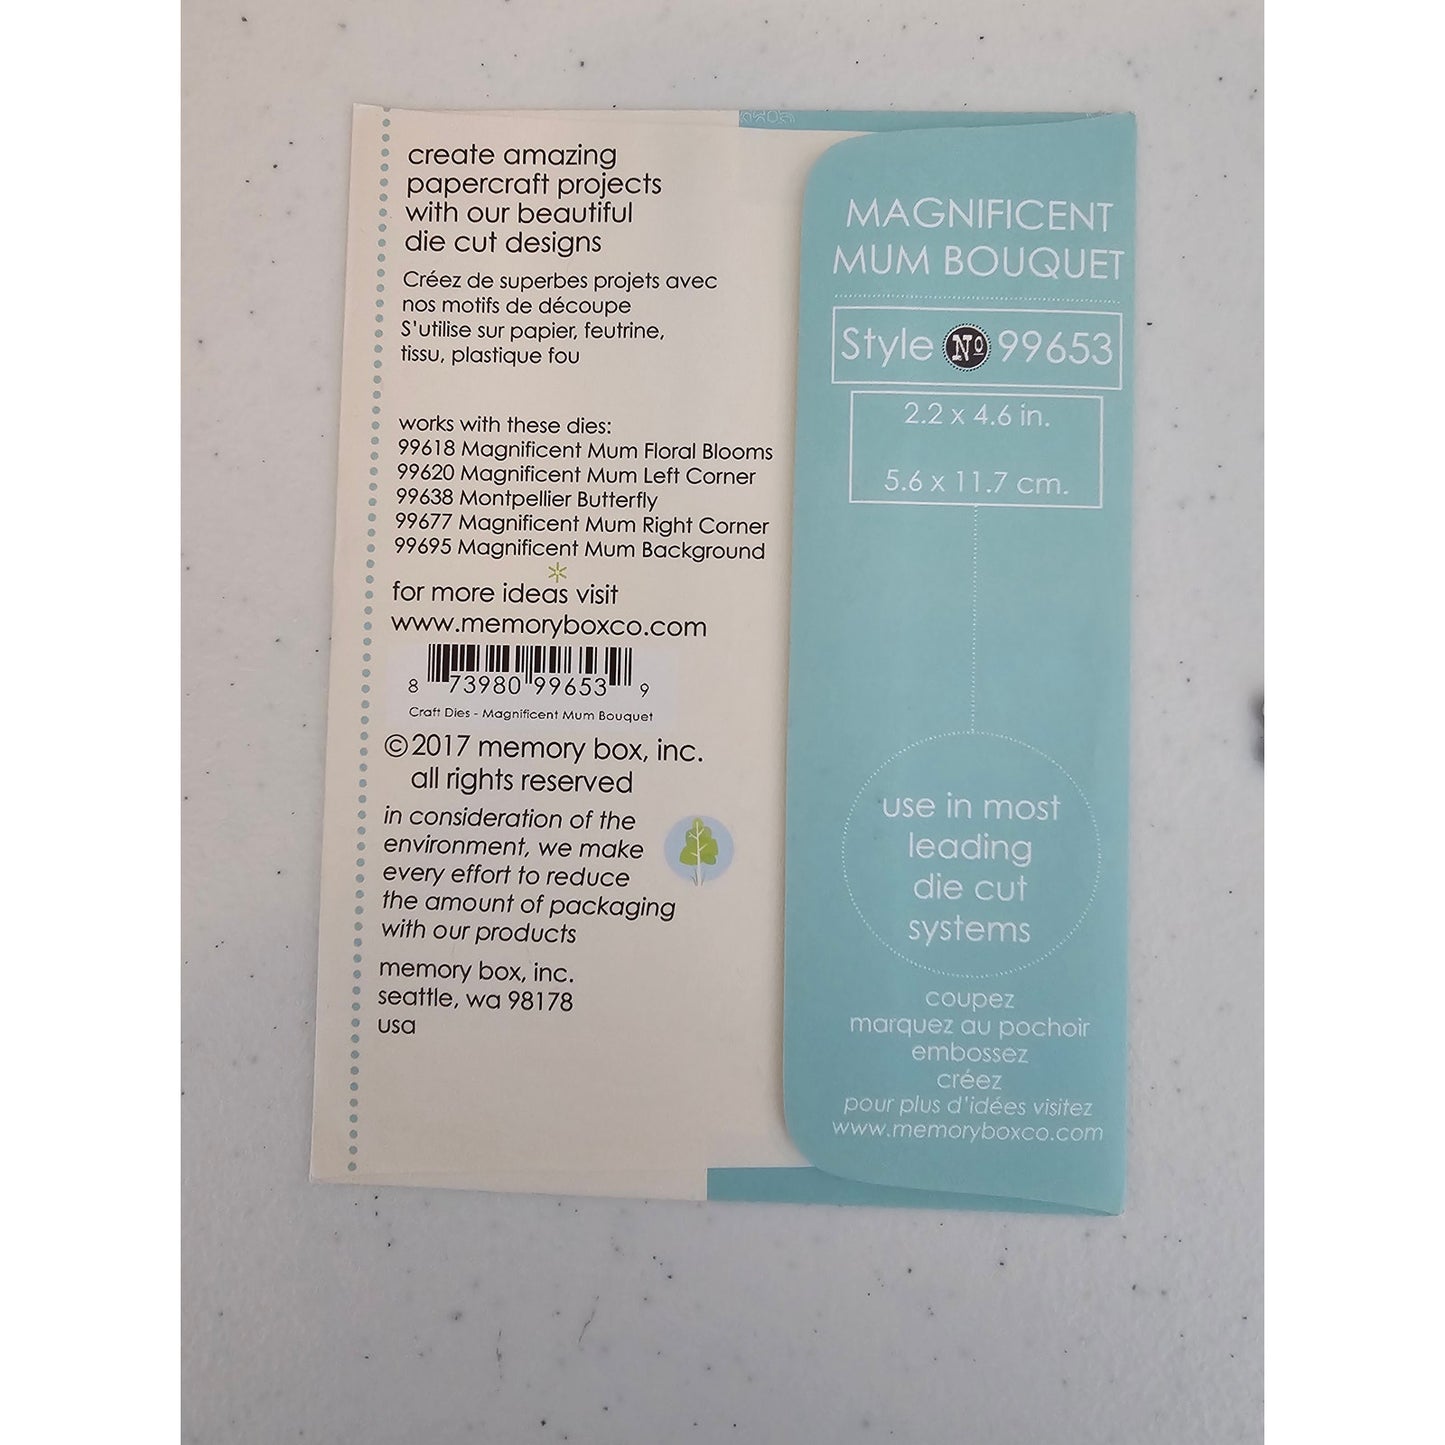 create amazing
papercraft projects
with our beautiful
die cut designs
Créez de superbes projets avec
nos motifs de découpe
S'utilise sur papier, feutrine,
tissu, plastique fou
works with these dies:
99618 Magnificent Mum Floral Blooms
99620 Magnificent Mum Left Corner
99638 Montpellier Butterfly
99677 Magnificent Mum Right Corner
99695 Magnificent Mum Background
for more ideas visit
www.memoryboxco.com
8 73980 99653 9
Craft Dies - Magnificent Mum Bouquet
©2017 memory box, inc.
all rights reserved
in consideration of the
environment, we make
every effort to reduce
the amount of packaging
with our products
memory box, inc.
seattle, wa 98178
usa
MAGNIFICENT
MUM BOUQUET
Style No 99653
2.2 x 4.6 in.
5.6 x 11.7 cm.
use in most
leading
die cut
systems
coupez
marquez au pochoir
embossez
créez
pour plus d'idées visitez
www.memoryboxco.com